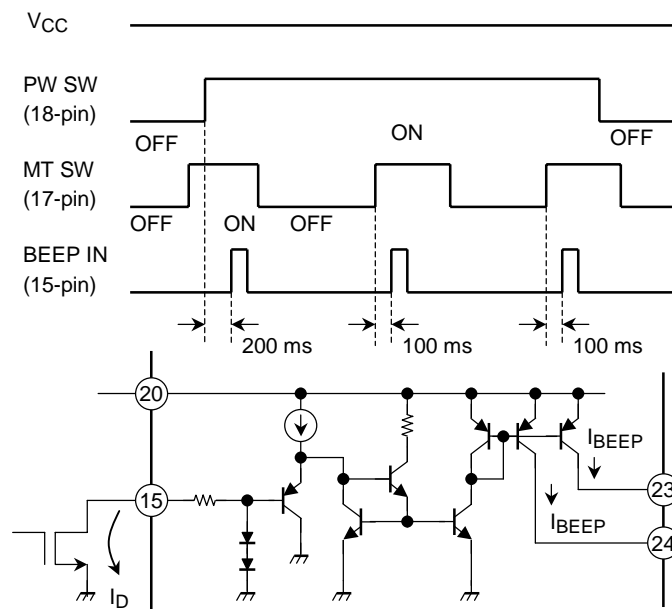 VCC
PW SW
(18-pin)
OFF
ON
OFF
MT SW
(17-pin)
OFF
ON
OFF
BEEP IN
(15-pin)
200 ms
100 ms
100 ms
20
IBEEP
15
23
IBEEP
24
ID